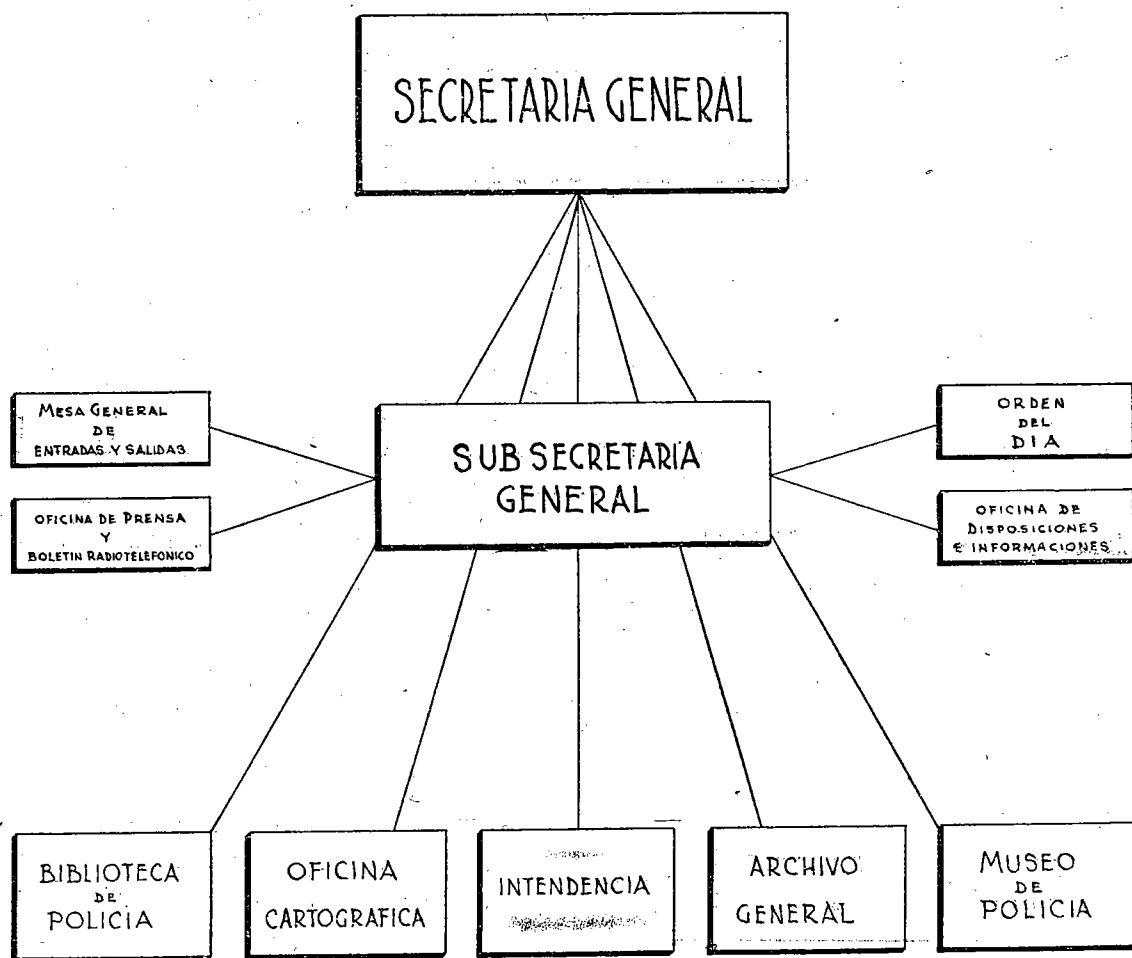 SECRETARIA GENERAL
MESA GENERAL
DE
ENTRADAS Y SALIDAS
OFICINA DE PRENSA
Y
BOLETIN RADIOTELEFONICO
SUB SECRETARIA
GENERAL
ORDEN
DEL
DIA
OFICINA DE
DISPOSICIONES
E INFORMACIONES
BIBLIOTECA
DE
POLICIA
OFICINA
CARTOGRAFICA
INTENDENCIA
ARCHIVO
GENERAL
MUSEO
DE
POLICIA